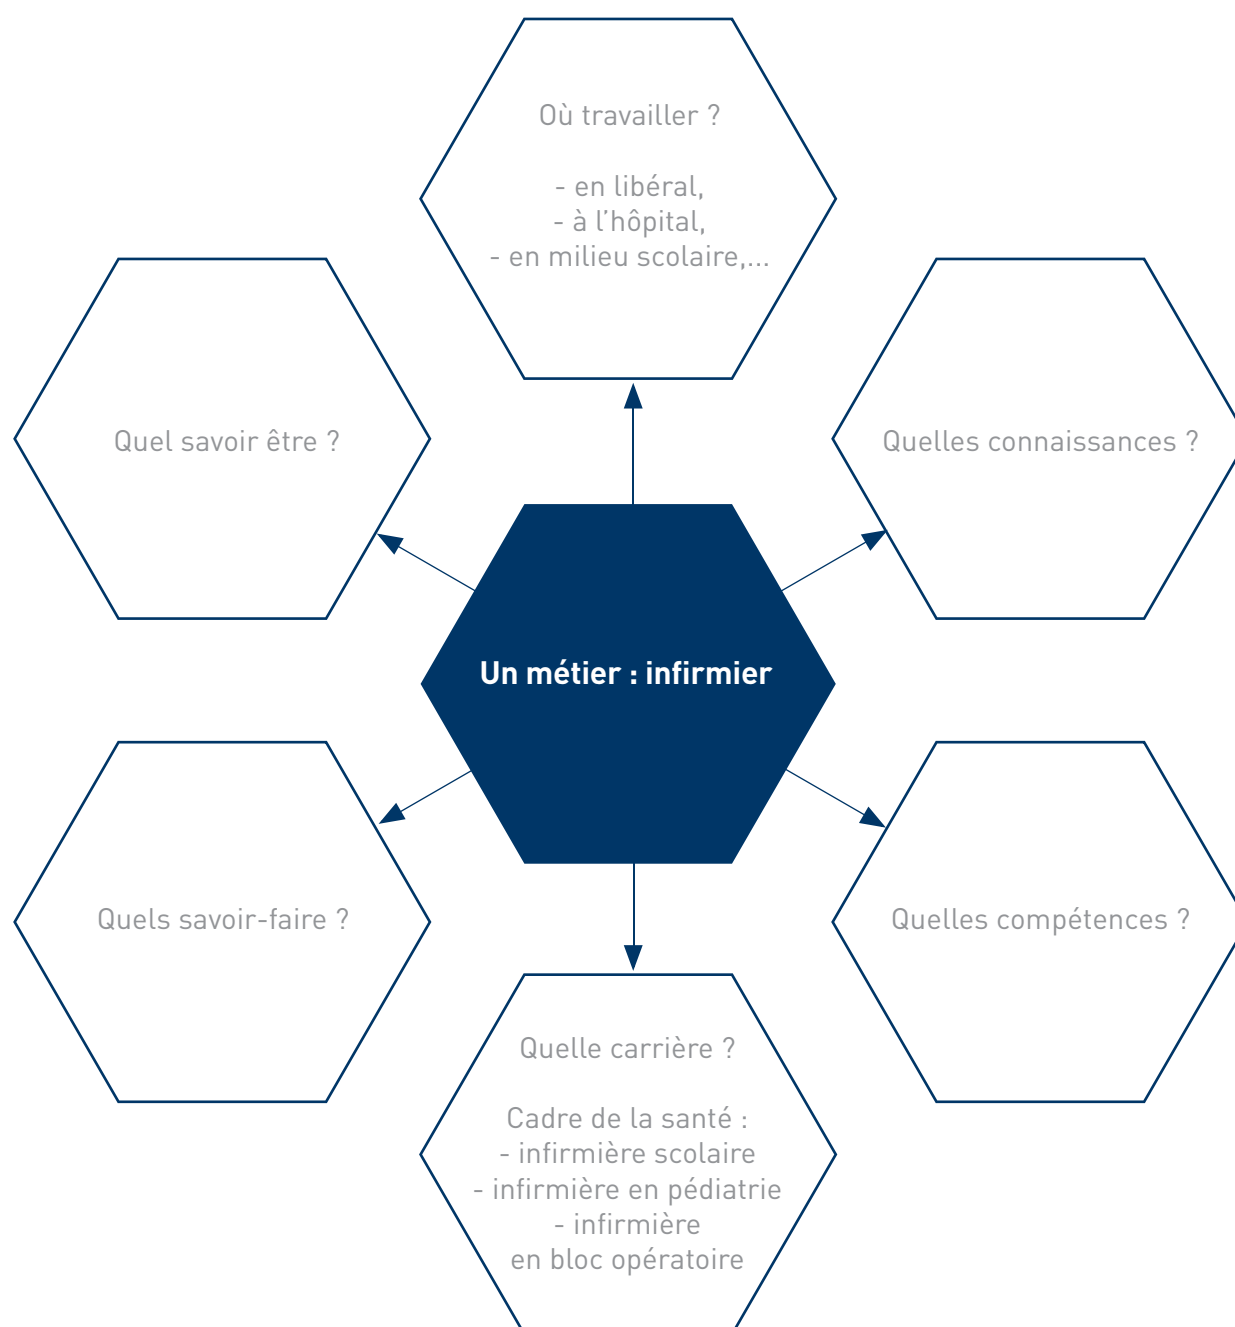 Où travailler ?
- en libéral,
- à l’hôpital,
- en milieu scolaire,...
Quel savoir être ?
Quelles connaissances ?
Un métier : infirmier
Quels savoir-faire ?
Quelles compétences ?
Quelle carrière ?
Cadre de la santé :
- infirmière scolaire
- infirmière en pédiatrie
- infirmière
en bloc opératoire